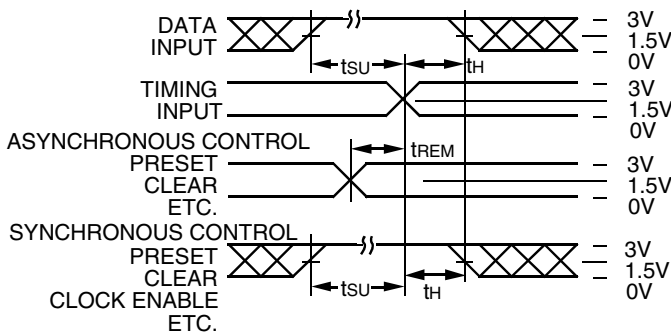 DATA
INPUT
3V
1.5V
0V
tSU
tH
TIMING
INPUT
3V
1.5V
0V
ASYNCHRONOUS CONTROL
tREM
PRESET
CLEAR
ETC.
3V
1.5V
0V
SYNCHRONOUS CONTROL
PRESET
CLEAR
CLOCK ENABLE
ETC.
3V
1.5V
0V
tSU
tH